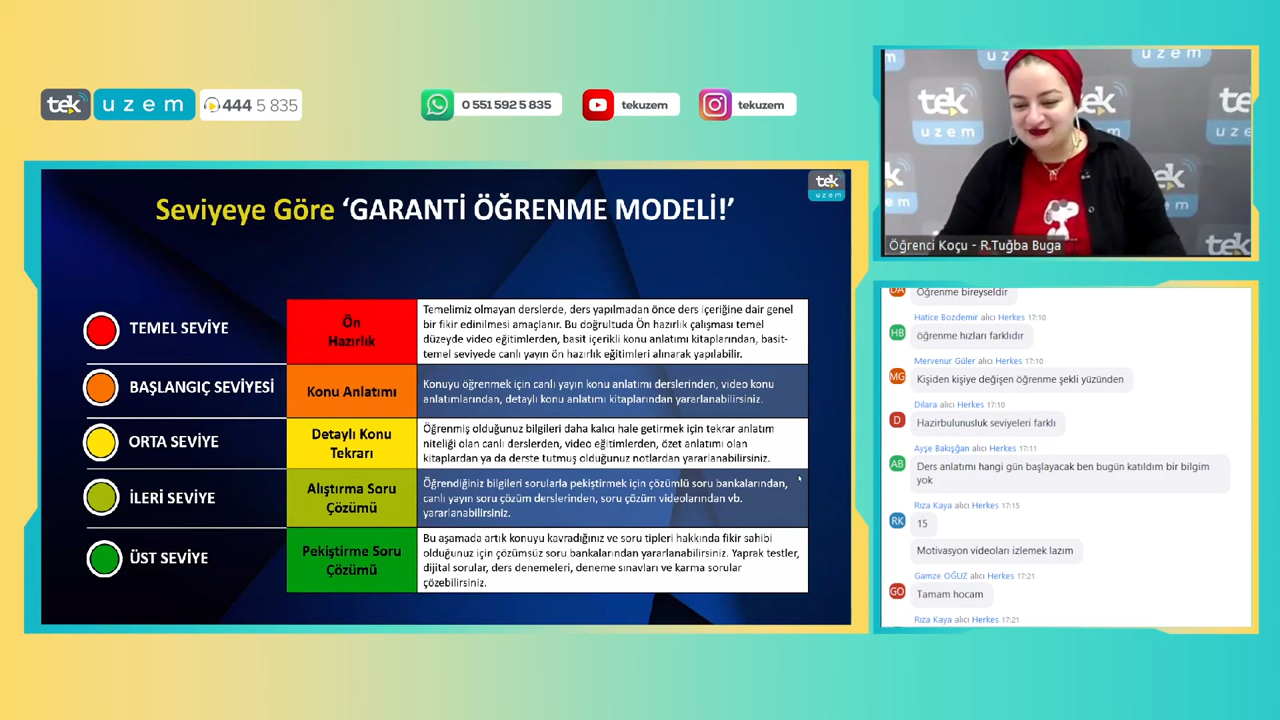 tek uzem 444 5 835
0 551 592 5 835
tekuzem
tekuzem
tek
uzem
Seviyeye Göre ‘GARANTİ ÖĞRENME MODELİ!’
TEMEL SEVİYE
Ön
Hazırlık
Temelimiz olmayan derslerde, ders yapılmadan önce ders içeriğine dair genel
bir fikir edinilmesi amaçlanır. Bu doğrultuda Ön hazırlık çalışması temel
düzeyde video eğitimlerden, basit içerikli konu anlatımı kitaplarından, basit-
temel seviyede canlı yayın ön hazırlık eğitimleri alınarak yapılabilir.
BAŞLANGIÇ SEVİYESİ
Konu Anlatımı
Konuyu öğrenmek için canlı yayın konu anlatımı derslerinden, video konu
anlatımlarından, detaylı konu anlatımı kitaplarından yararlanabilirsiniz.
ORTA SEVİYE
Detaylı Konu
Tekrarı
Öğrenmiş olduğunuz bilgileri daha kalıcı hale getirmek için tekrar anlatım
niteliği olan canlı derslerden, video eğitimlerden, özet anlatımı olan
kitaplardan ya da derste tutmuş olduğunuz notlardan yararlanabilirsiniz.
İLERİ SEVİYE
Alıştırma Soru
Çözümü
Öğrendiğiniz bilgileri sorularla pekiştirmek için çözümlü soru bankalarından,
canlı yayın soru çözüm derslerinden, soru çözüm videolarından vb.
yararlanabilirsiniz.
ÜST SEVİYE
Pekiştirme Soru
Çözümü
Bu aşamada artık konuyu kavradığınız ve soru tipleri hakkında fikir sahibi
olduğunuz için çözümsüz soru bankalarından yararlanabilirsiniz. Yaprak testler,
dijital sorular, ders denemeleri, deneme sınavları ve karma sorular
çözebilirsiniz.
tek
uzem
Öğrenci Koçu - R.Tuğba Buga
DA
Öğrenme bireyseldir
Hatice Bozdemir alıcı Herkes 17:10
HB
öğrenme hızları farklıdır
Mervenur Güler alıcı Herkes 17:10
MG
Kişiden kişiye değişen öğrenme şekli yüzünden
Dilara alıcı Herkes 17:10
D
Hazirbulunusluk seviyeleri farklı
Ayşe Bakışğan alıcı Herkes 17:11
AB
Ders anlatımı hangi gün başlayacak ben bugün katıldım bir bilgim
yok
Rıza Kaya alıcı Herkes 17:15
RK
15
Motivasyon videoları izlemek lazım
Gamze OĞUZ alıcı Herkes 17:21
GO
Tamam hocam
Rıza Kaya alıcı Herkes 17:21